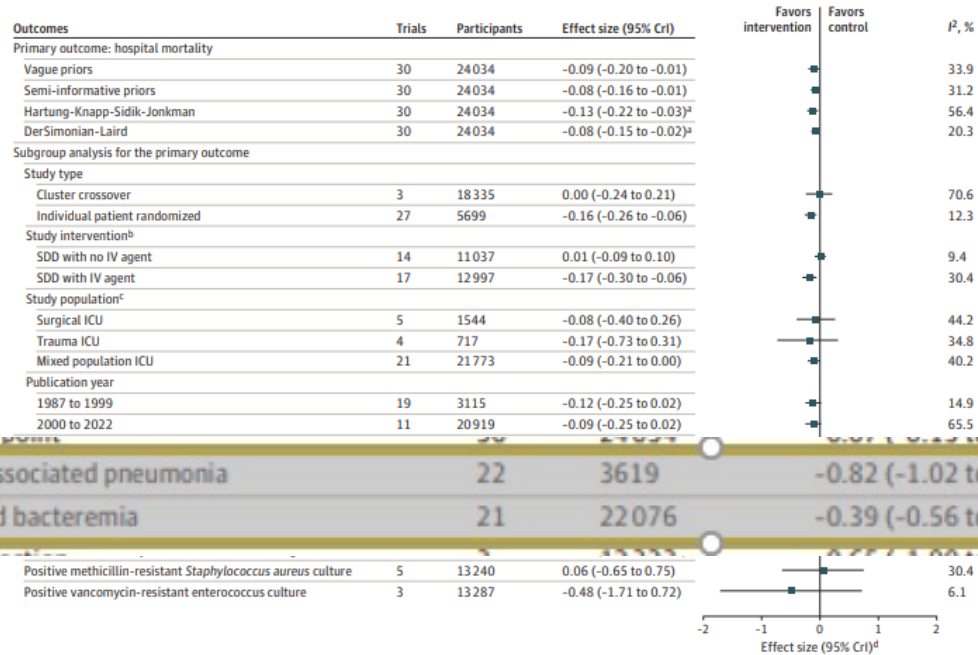 Favors intervention | Favors control
Outcomes Trials Participants Effect size (95% CrI) I², %
Primary outcome: hospital mortality
Vague priors 30 24034 -0.09 (-0.20 to -0.01) 33.9
Semi-informative priors 30 24034 -0.08 (-0.16 to -0.01) 31.2
Hartung-Knapp-Sidik-Jonkman 30 24034 -0.13 (-0.22 to -0.03)ᵃ 56.4
DerSimonian-Laird 30 24034 -0.08 (-0.15 to -0.02)ᵃ 20.3
Subgroup analysis for the primary outcome
Study type
Cluster crossover 3 18335 0.00 (-0.24 to 0.21) 70.6
Individual patient randomized 27 5699 -0.16 (-0.26 to -0.06) 12.3
Study interventionᵇ
SDD with no IV agent 14 11037 0.01 (-0.09 to 0.10) 9.4
SDD with IV agent 17 12997 -0.17 (-0.30 to -0.06) 30.4
Study populationᶜ
Surgical ICU 5 1544 -0.08 (-0.40 to 0.26) 44.2
Trauma ICU 4 717 -0.17 (-0.73 to 0.31) 34.8
Mixed population ICU 21 21773 -0.09 (-0.21 to 0.00) 40.2
Publication year
1987 to 1999 19 3115 -0.12 (-0.25 to 0.02) 14.9
2000 to 2022 11 20919 -0.09 (-0.25 to 0.02) 65.5
ssociated pneumonia 22 3619 -0.82 (-1.02 t
d bacteremia 21 22076 -0.39 (-0.56 t
Positive methicillin-resistant Staphylococcus aureus culture 5 13240 0.06 (-0.65 to 0.75) 30.4
Positive vancomycin-resistant enterococcus culture 3 13287 -0.48 (-1.71 to 0.72) 6.1
-2 -1 0 1 2
Effect size (95% CrI)ᵈ